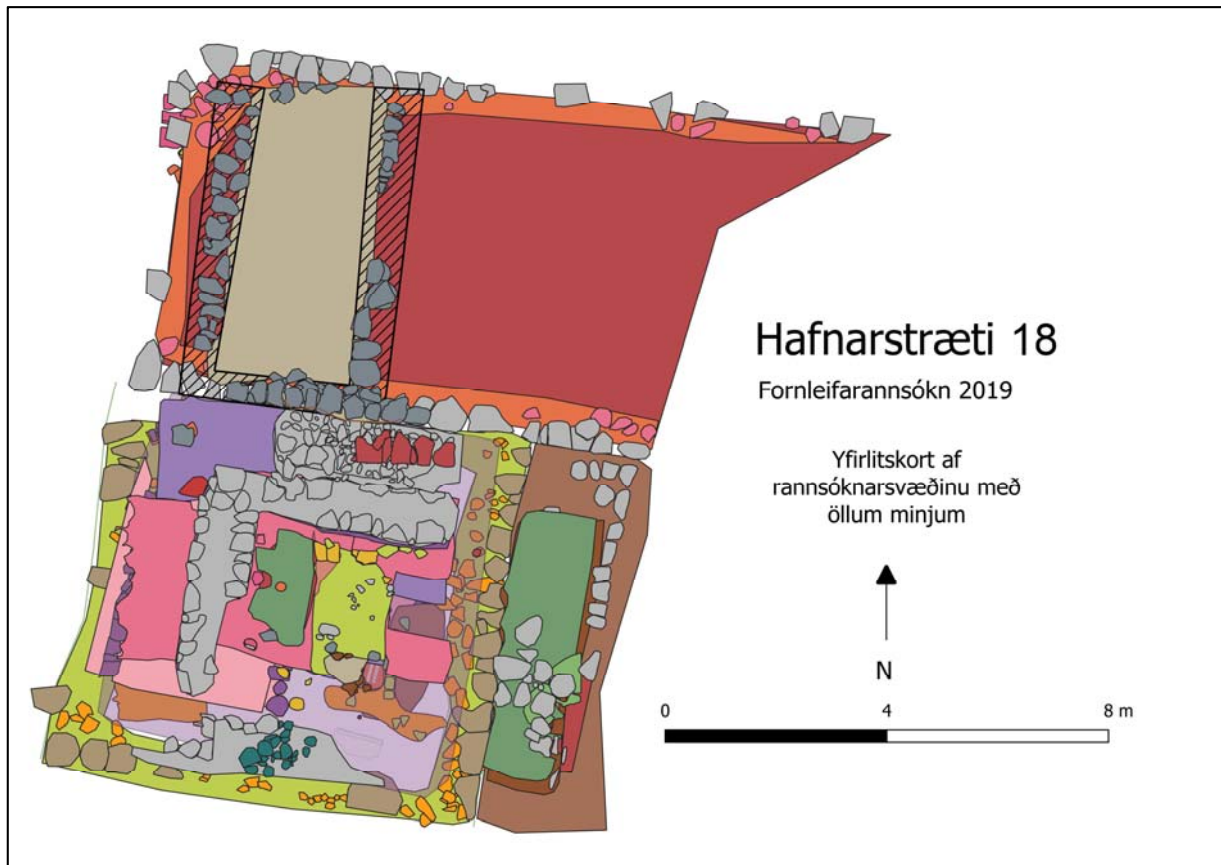 Hafnarstræti 18
Fornleifarannsókn 2019
Yfirlitskort af
rannsóknarsvæðinu með
öllum minjum
N
0 4 8 m